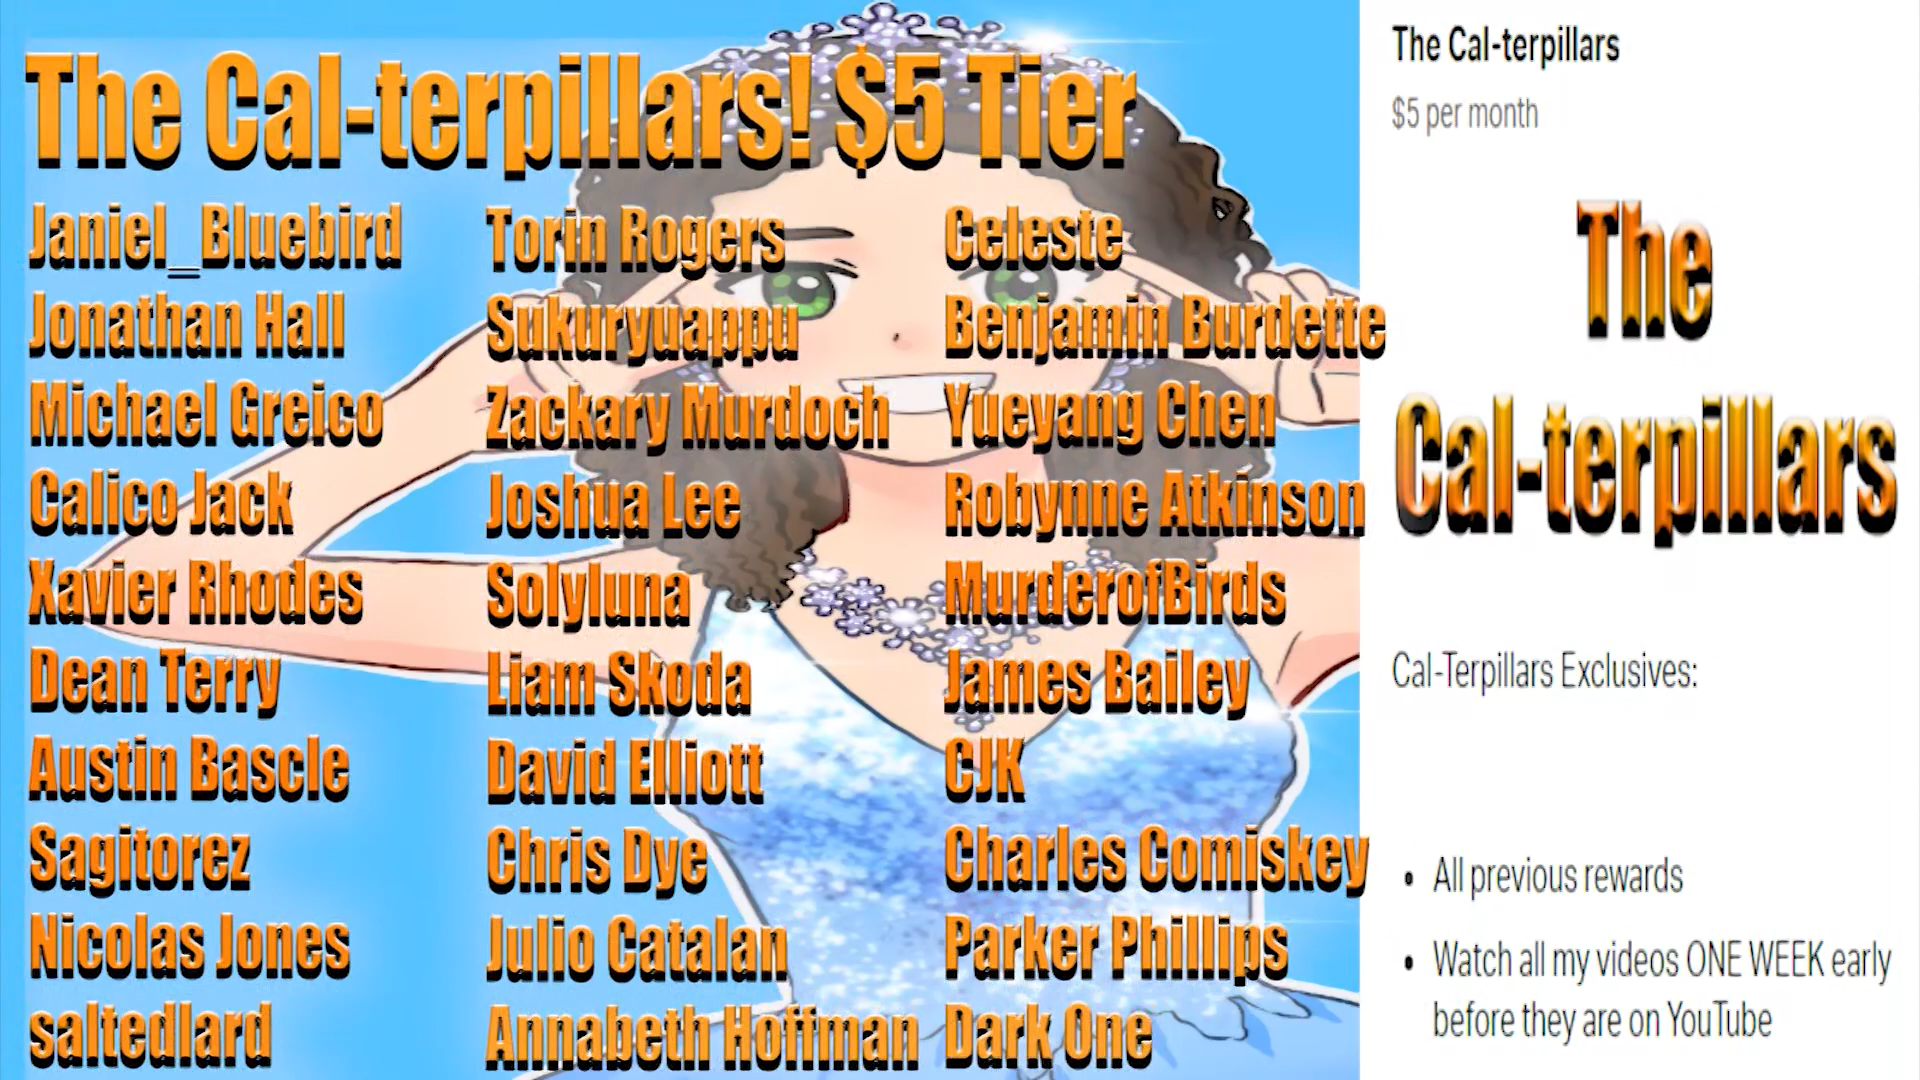 The Cal-terpillars! $5 Tier
Janiel_Bluebird
Jonathan Hall
Michael Greico
Calico Jack
Xavier Rhodes
Dean Terry
Austin Bascle
Sagitorez
Nicolas Jones
saltedlard
Torin Rogers
Sukuryuappu
Zackary Murdoch
Joshua Lee
Solyluna
Liam Skoda
David Elliott
Chris Dye
Julio Catalan
Annabeth Hoffman
Celeste
Benjamin Burdette
Yueyang Chen
Robynne Atkinson
MurderofBirds
James Bailey
CJK
Charles Comiskey
Parker Phillips
Dark One
The Cal-terpillars
$5 per month
The
Cal-terpillars
Cal-Terpillars Exclusives:
• All previous rewards
• Watch all my videos ONE WEEK early
before they are on YouTube